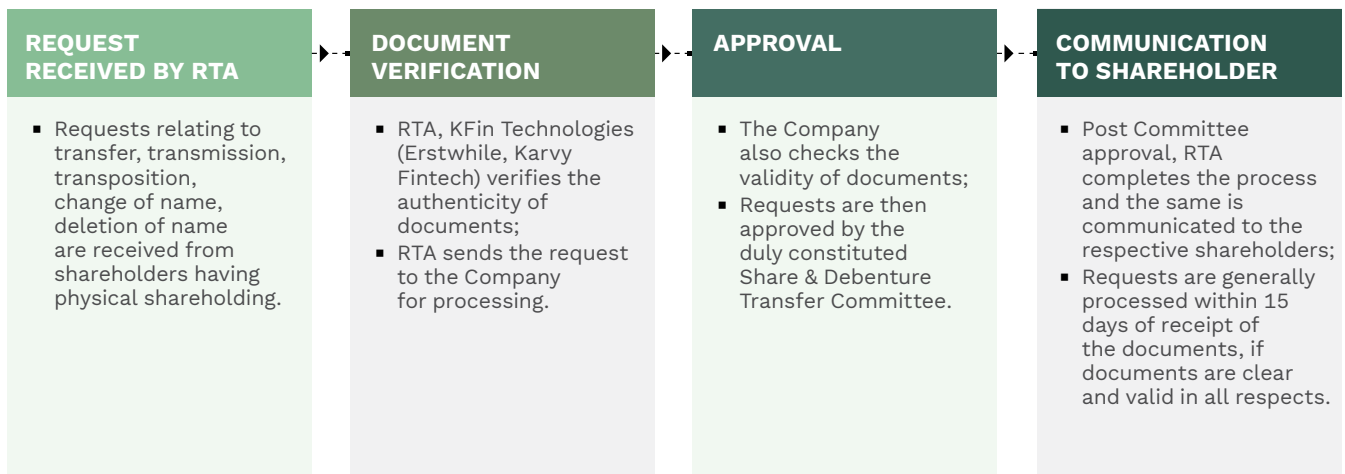 REQUEST
RECEIVED BY RTA
▪ Requests relating to
transfer, transmission,
transposition,
change of name,
deletion of name
are received from
shareholders having
physical shareholding.
DOCUMENT
VERIFICATION
▪ RTA, KFin Technologies
(Erstwhile, Karvy
Fintech) verifies the
authenticity of
documents;
▪ RTA sends the request
to the Company
for processing.
APPROVAL
▪ The Company
also checks the
validity of documents;
▪ Requests are then
approved by the
duly constituted
Share & Debenture
Transfer Committee.
COMMUNICATION
TO SHAREHOLDER
▪ Post Committee
approval, RTA
completes the process
and the same is
communicated to the
respective shareholders;
▪ Requests are generally
processed within 15
days of receipt of
the documents, if
documents are clear
and valid in all respects.